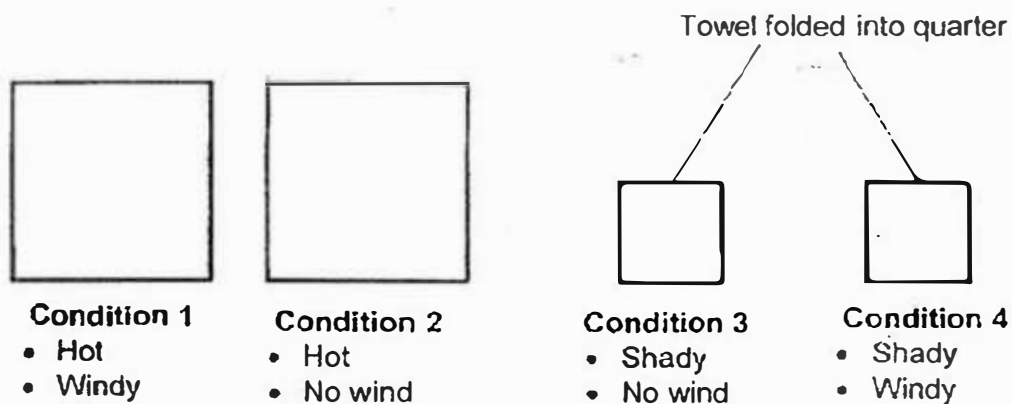 Towel folded into quarter
Condition 1
• Hot
• Windy
Condition 2
• Hot
• No wind
Condition 3
• Shady
• No wind
Condition 4
• Shady
• Windy